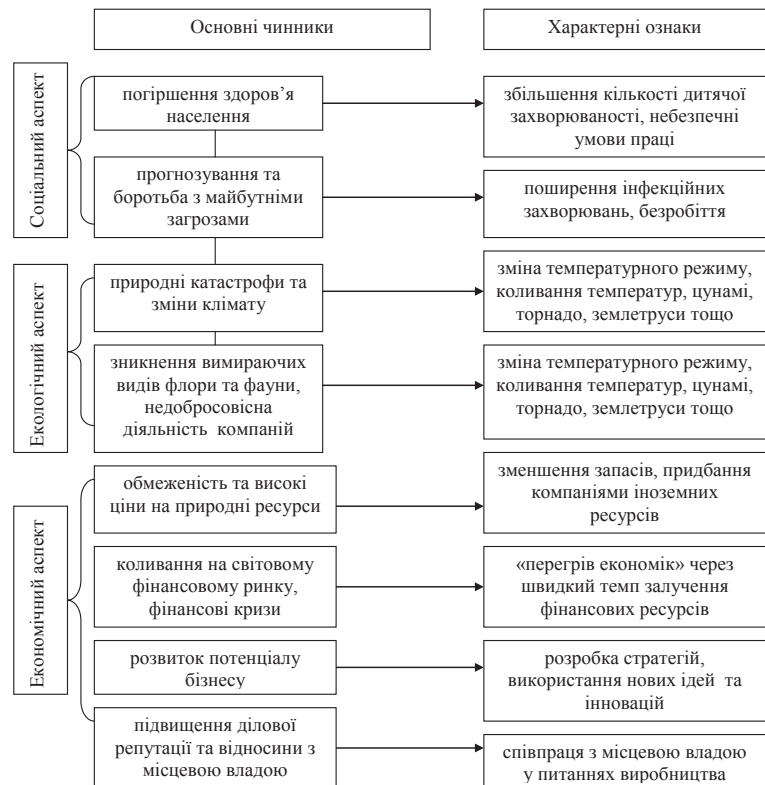 Основні чинники
Характерні ознаки
Соціальний аспект
погіршення здоров’я
населення
збільшення кількості дитячої
захворюваності, небезпечні
умови праці
прогнозування та
боротьба з майбутніми
загрозами
поширення інфекційних
захворювань, безробіття
Екологічний аспект
природні катастрофи та
зміни клімату
зміна температурного режиму,
коливання температур, цунамі,
торнадо, землетруси тощо
зникнення вимираючих
видів флори та фауни,
недобросовісна
діяльність компаній
зміна температурного режиму,
коливання температур, цунамі,
торнадо, землетруси тощо
Економічний аспект
обмеженість та високі
ціни на природні ресурси
зменшення запасів, придбання
компаніями іноземних
ресурсів
коливання на світовому
фінансовому ринку,
фінансові кризи
«перегрів економік» через
швидкий темп залучення
фінансових ресурсів
розвиток потенціалу
бізнесу
розробка стратегій,
використання нових ідей та
інновацій
підвищення ділової
репутації та відносини з
місцевою владою
співпраця з місцевою владою
у питаннях виробництва